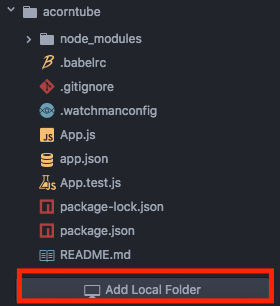 acorntube
node_modules
.babelrc
.gitignore
.watchmanconfig
App.js
app.json
App.test.js
package-lock.json
package.json
README.md
Add Local Folder